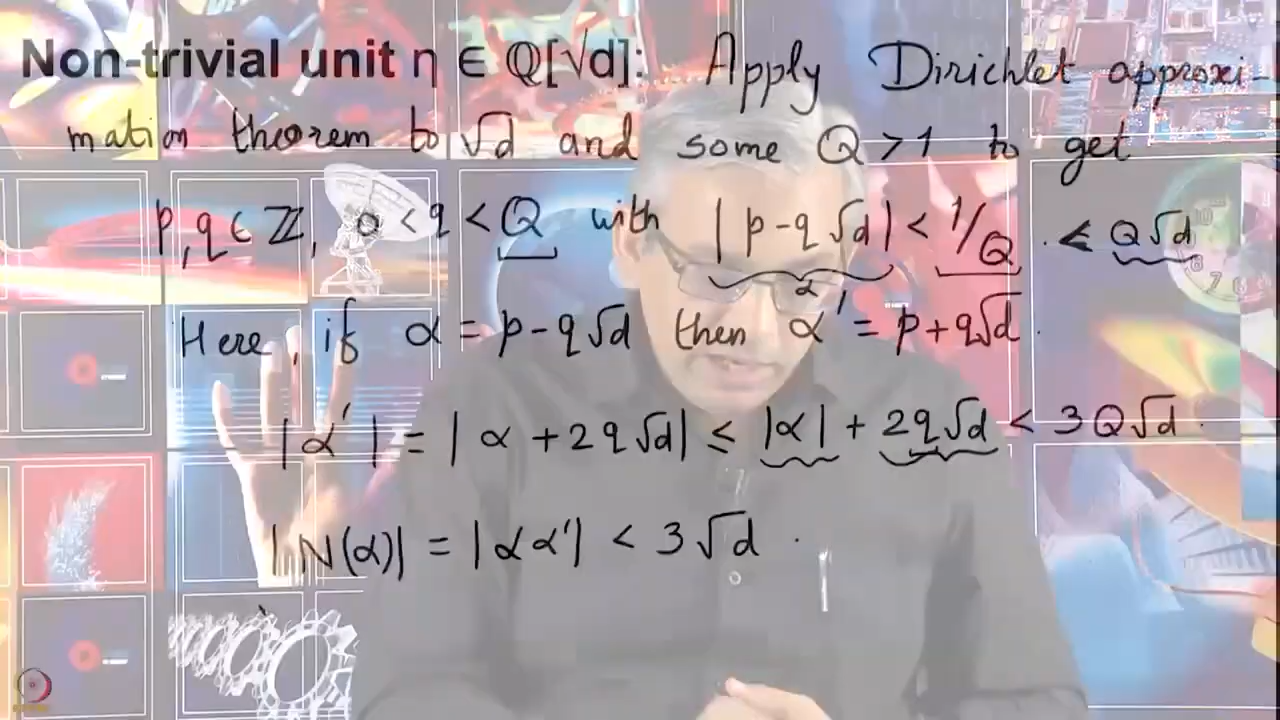 Non-trivial unit η ∈ ℚ[√d]: Apply Dirichlet approxi-
mation theorem to √d and some Q > 1 to get
p, q ∈ ℤ, 0 < q < Q with |p - q√d| < 1/Q . < Q√d
α
Here, if α = p - q√d then α' = p + q√d .
|α'| = |α + 2q√d| ≤ |α| + 2q√d < 3Q√d .
|N(α)| = |αα'| < 3√d .